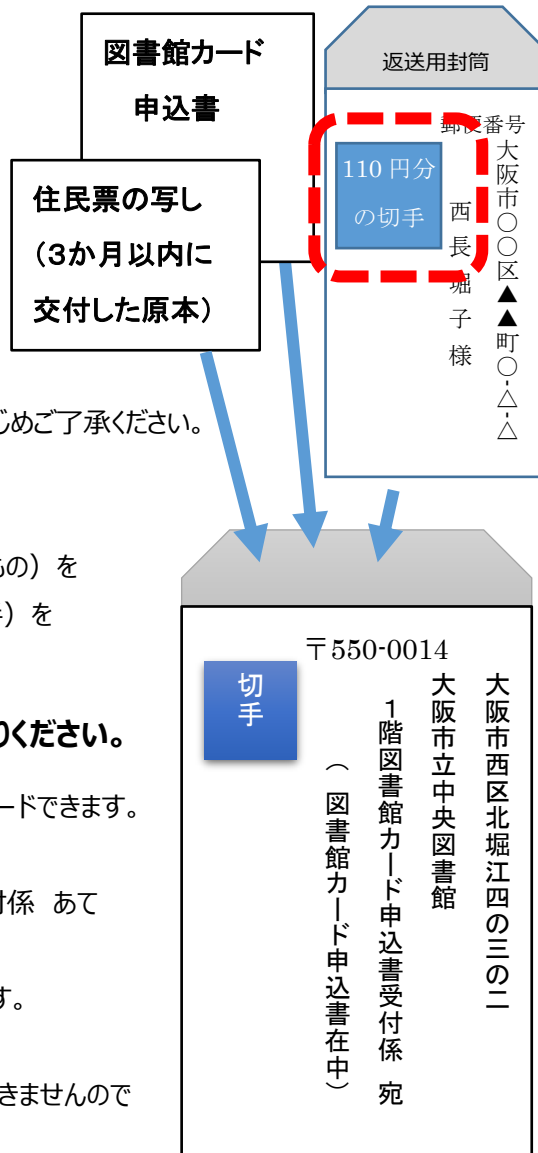 図書館カード
申込書
住民票の写し
（3か月以内に
交付した原本）
返送用封筒
郵便番号
大阪市〇〇区▲▲町〇-△-△
西長堀子様
110 円分
の切手
じめご了承ください。
もの）を
）を
ください。
ードできます。
付係 あて
す。
きませんので
〒550-0014
大阪市西区北堀江四の三の二
大阪市立中央図書館
1階図書館カード申込書受付係 宛
（ 図書館カード申込書在中）
切手